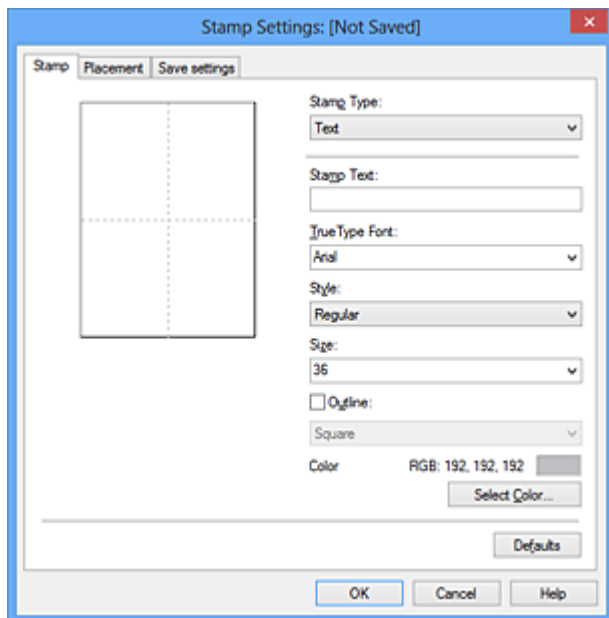 Stamp Settings: [Not Saved]
Stamp Placement Save settings
Stamp Type:
Text
Stamp Text:
TrueType Font:
Arial
Style:
Regular
Size:
36
Outline:
Square
Color RGB: 192, 192, 192
Select Color...
Defaults
OK Cancel Help